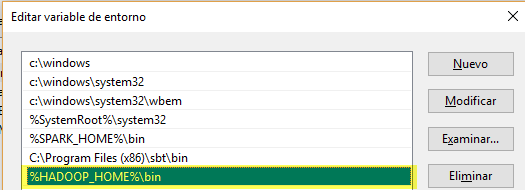 Editar variable de entorno
c:\windows
c:\windows\system32
c:\windows\system32\wbem
%SystemRoot%\system32
%SPARK_HOME%\bin
C:\Program Files (x86)\sbt\bin
%HADOOP_HOME%\bin
Nuevo
Modificar
Examinar...
Eliminar